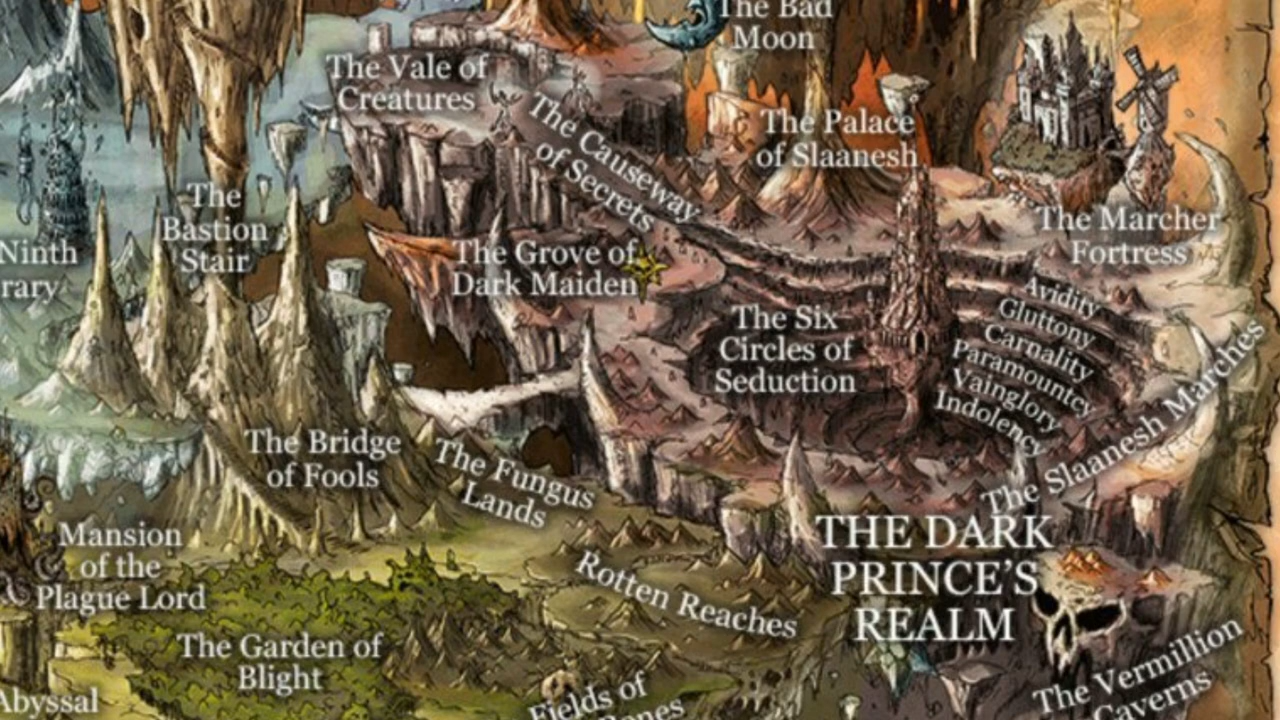 The Bad
Moon
The Vale of
Creatures
The Causeway
of Secrets
The Palace
of Slaanesh
The
Bastion
Stair
The Marcher
Fortress
Ninth
rary
The Grove of
Dark Maiden
The Six
Circles of
Seduction
Avidity
Gluttony
Carnality
Paramountcy
Vainglory
Indolency
The Slaanesh Marches
The Bridge
of Fools
The Fungus
Lands
Mansion
of the
Plague Lord
THE DARK
PRINCE'S
REALM
Rotten Reaches
The Garden of
Blight
The Vermillion
Caverns
Abyssal
Fields of
Bones